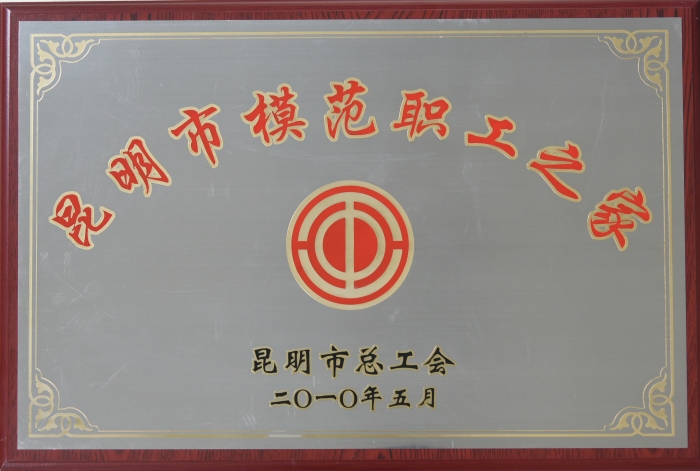 昆明市模范职工之家
昆明市总工会
二〇一〇年五月